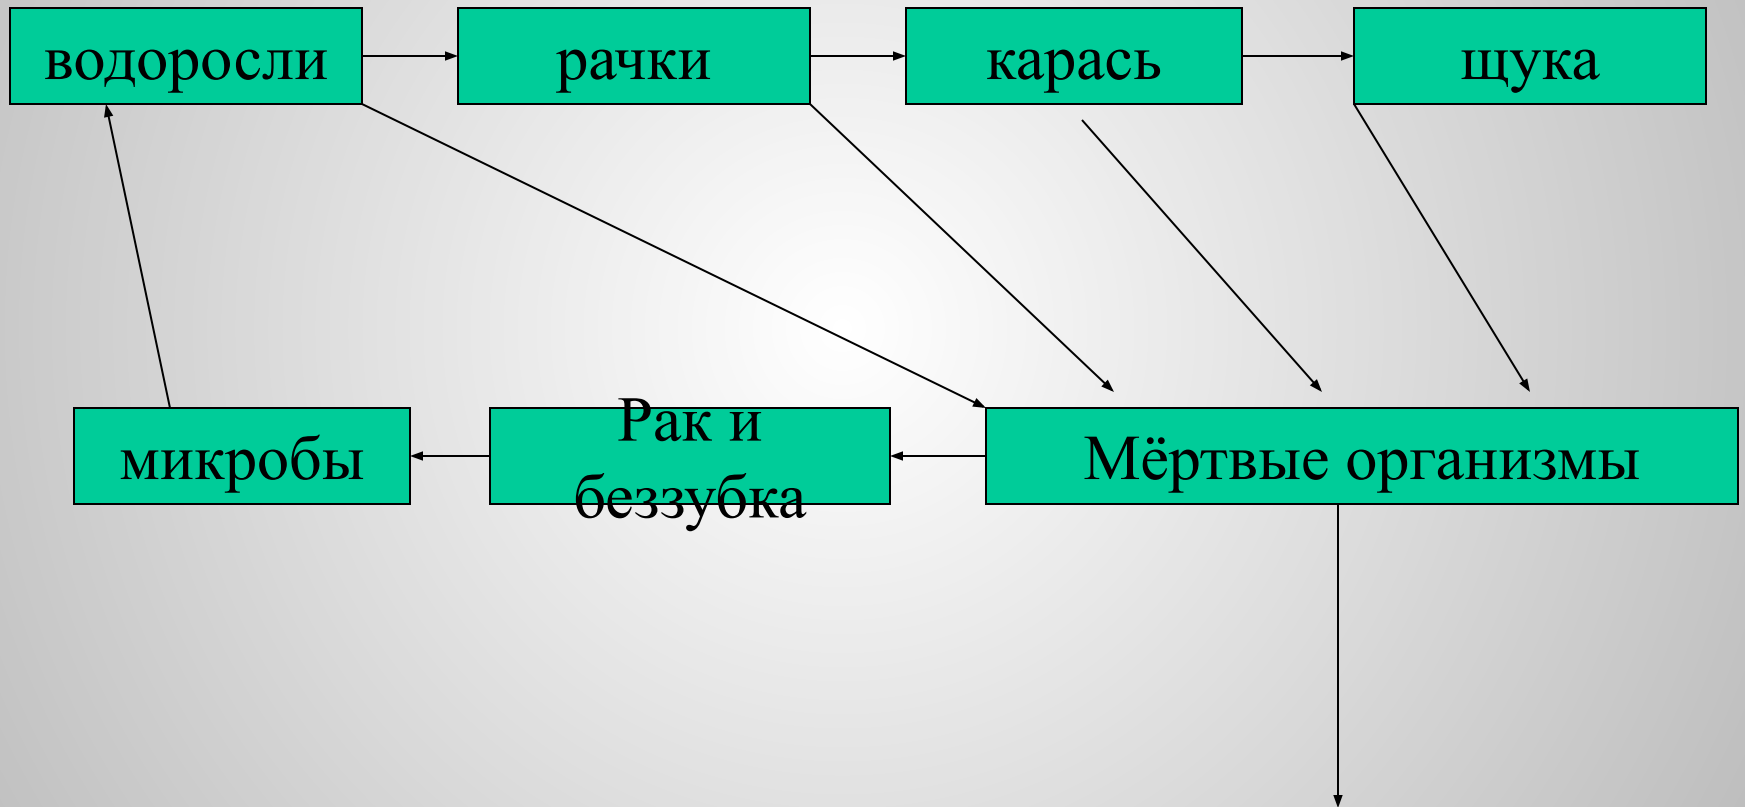 водоросли
рачки
карась
щука
микробы
Рак и
беззубка
Мёртвые организмы